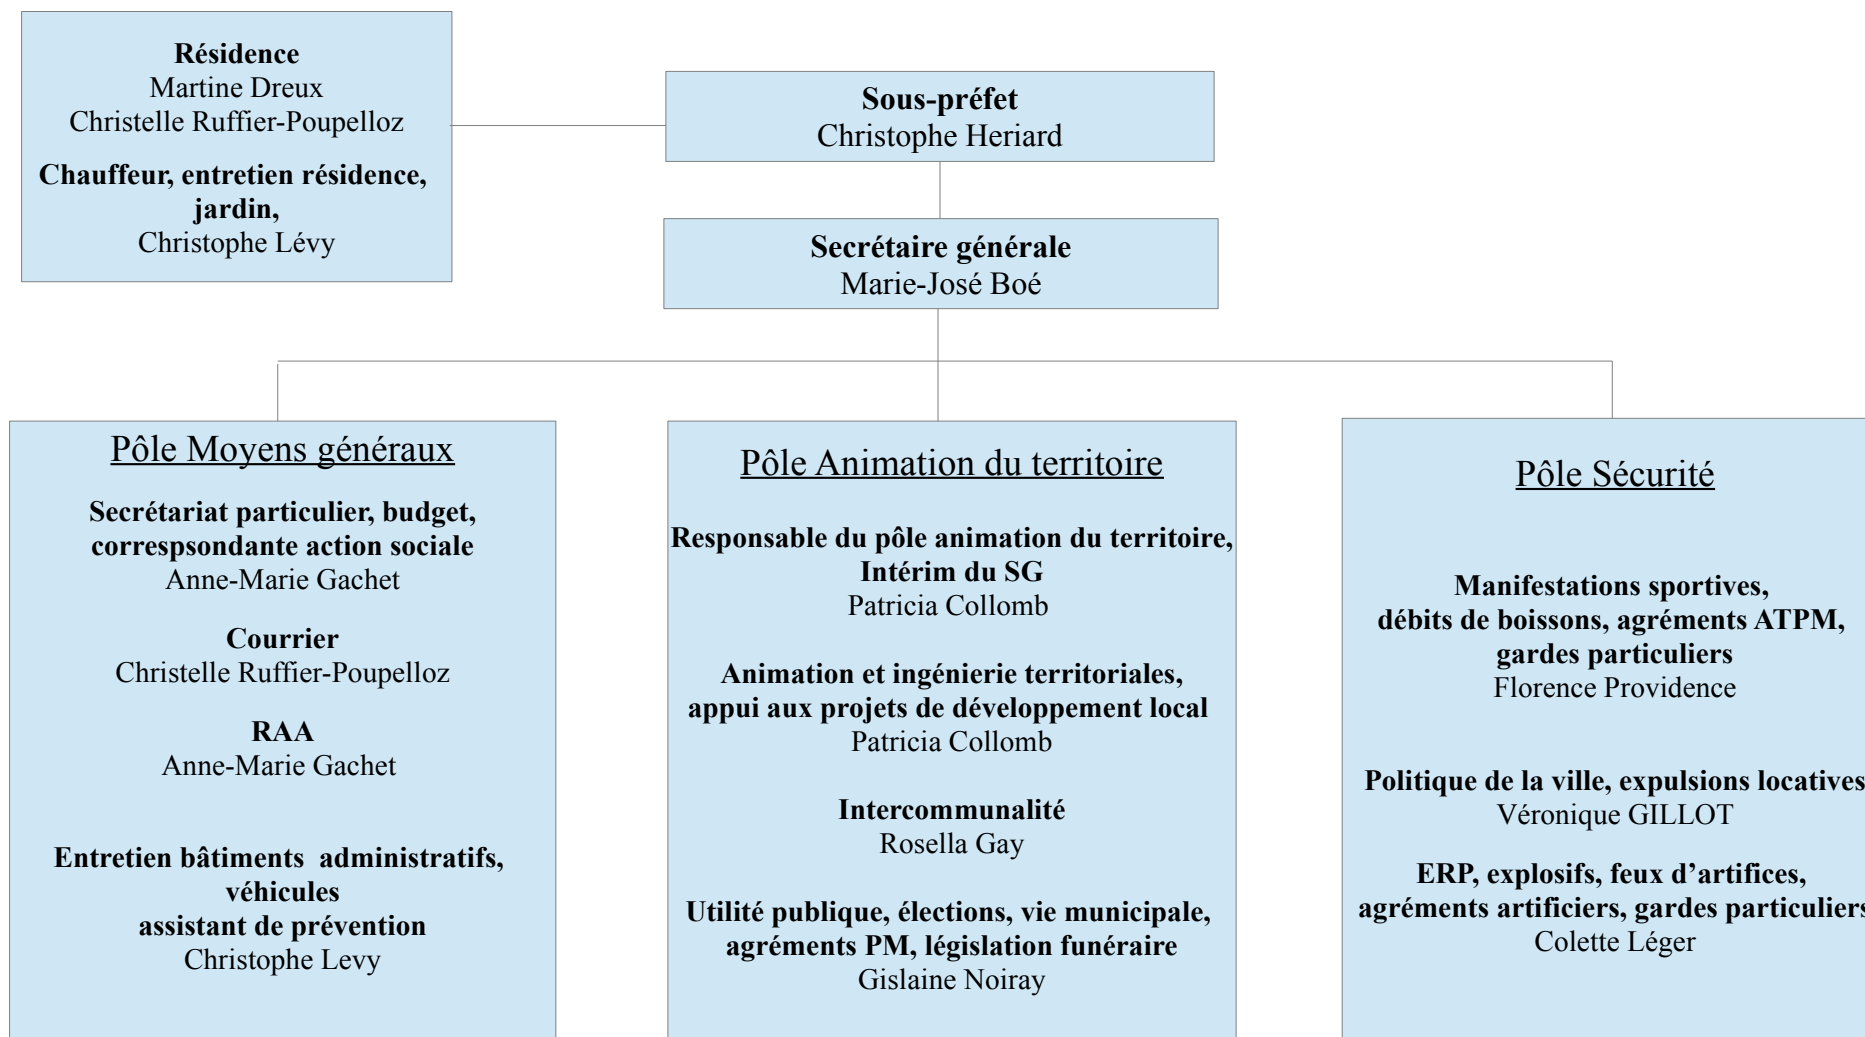 Résidence
Martine Dreux
Christelle Ruffier-Poupelloz
Chauffeur, entretien résidence,
jardin,
Christophe Lévy
Sous-préfet
Christophe Heriard
Secrétaire générale
Marie-José Boé
Pôle Moyens généraux
Secrétariat particulier, budget,
correspsondante action sociale
Anne-Marie Gachet
Courrier
Christelle Ruffier-Poupelloz
RAA
Anne-Marie Gachet
Entretien bâtiments  administratifs,
véhicules
assistant de prévention
Christophe Levy
Pôle Animation du territoire
Responsable du pôle animation du territoire,
Intérim du SG
Patricia Collomb
Animation et ingénierie territoriales,
appui aux projets de développement local
Patricia Collomb
Intercommunalité
Rosella Gay
Utilité publique, élections, vie municipale,
agréments PM, législation funéraire
Gislaine Noiray
Pôle Sécurité
Manifestations sportives,
débits de boissons, agréments ATPM,
gardes particuliers
Florence Providence
Politique de la ville, expulsions locatives
Véronique GILLOT
ERP, explosifs, feux d’artifices,
agréments artificiers, gardes particuliers
Colette Léger